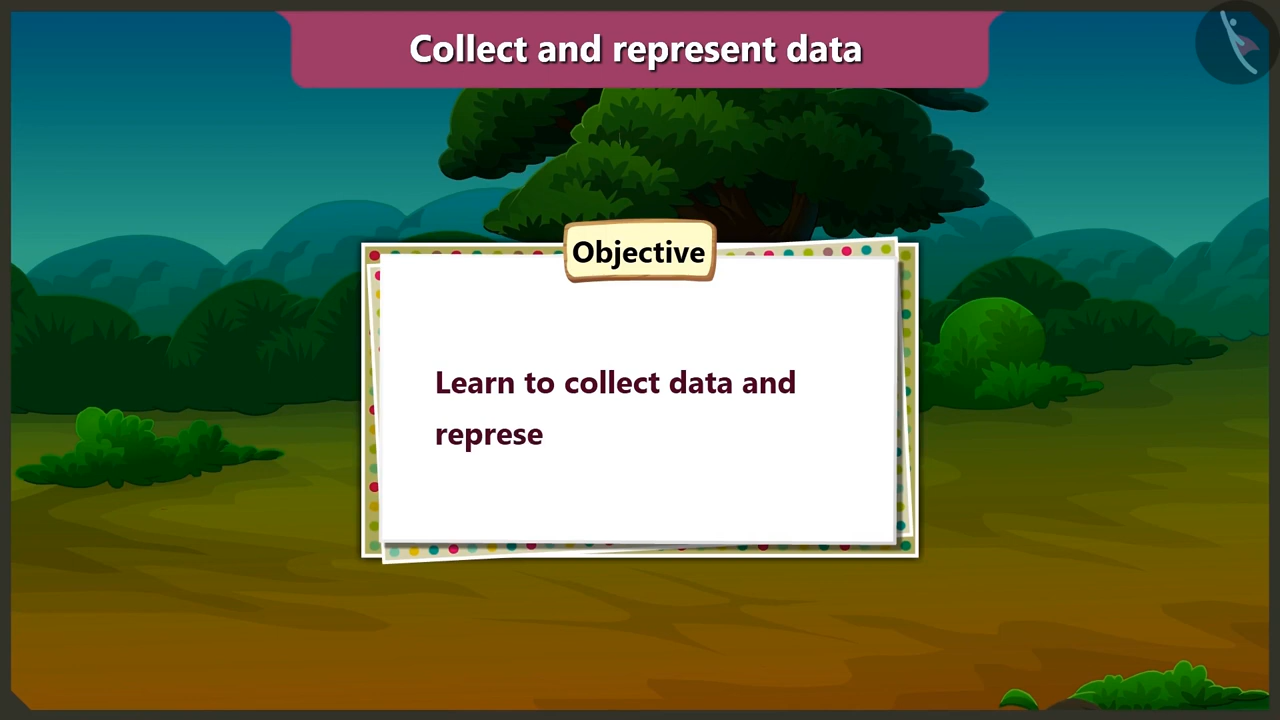 Collect and represent data
Objective
Learn to collect data and
represe